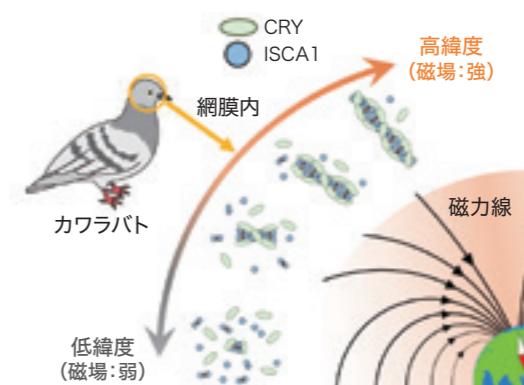 CRY
ISCA1
高緯度
（磁場：強）
網膜内
カワラバト
磁力線
低緯度
（磁場：弱）